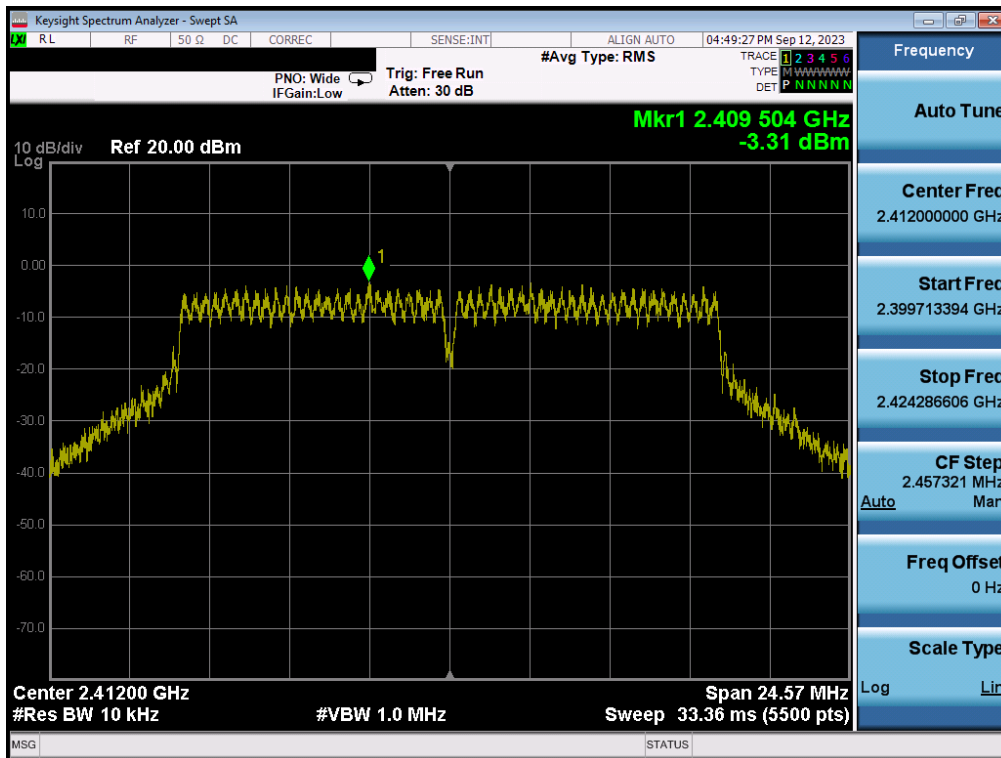 Keysight Spectrum Analyzer - Swept SA
LXI RL RF 50 Ω DC CORREC SENSE:INT ALIGN AUTO 04:49:27 PM Sep 12, 2023
#Avg Type: RMS TRACE 1 2 3 4 5 6
PNO: Wide Trig: Free Run TYPE M WWWWW
IFGain:Low Atten: 30 dB DET P N N N N N
Mkr1 2.409 504 GHz
10 dB/div Ref 20.00 dBm -3.31 dBm
Log
10.0
1
0.00
-10.0
-20.0
-30.0
-40.0
-50.0
-60.0
-70.0
Center 2.41200 GHz Span 24.57 MHz
#Res BW 10 kHz #VBW 1.0 MHz Sweep 33.36 ms (5500 pts)
MSG STATUS
Frequency
Auto Tune
Center Freq
2.412000000 GHz
Start Freq
2.399713394 GHz
Stop Freq
2.424286606 GHz
CF Step
2.457321 MHz
Auto Man
Freq Offset
0 Hz
Scale Type
Log Lin